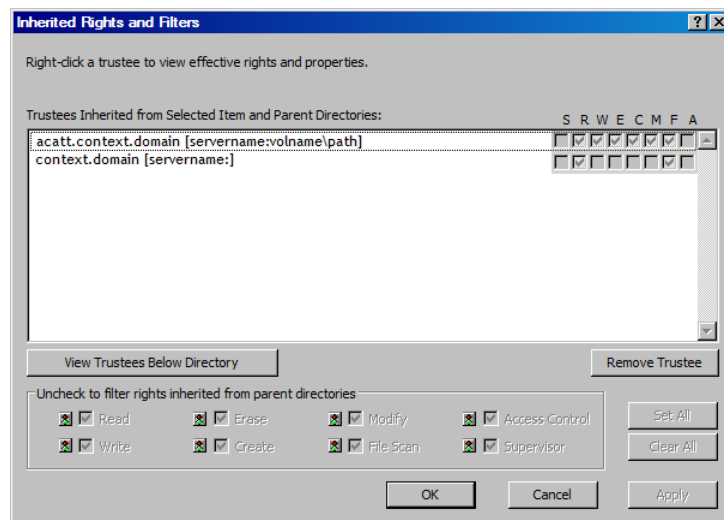 Inherited Rights and Filters
Right-click a trustee to view effective rights and properties.
Trustees Inherited from Selected Item and Parent Directories:
S R W E C M F A
acatt.context.domain [servername:volname\path]
context.domain [servername:]
View Trustees Below Directory
Remove Trustee
Uncheck to filter rights inherited from parent directories
Read Erase Modify Access Control
Set All
Write Create File Scan Supervisor
Clear All
OK Cancel Apply